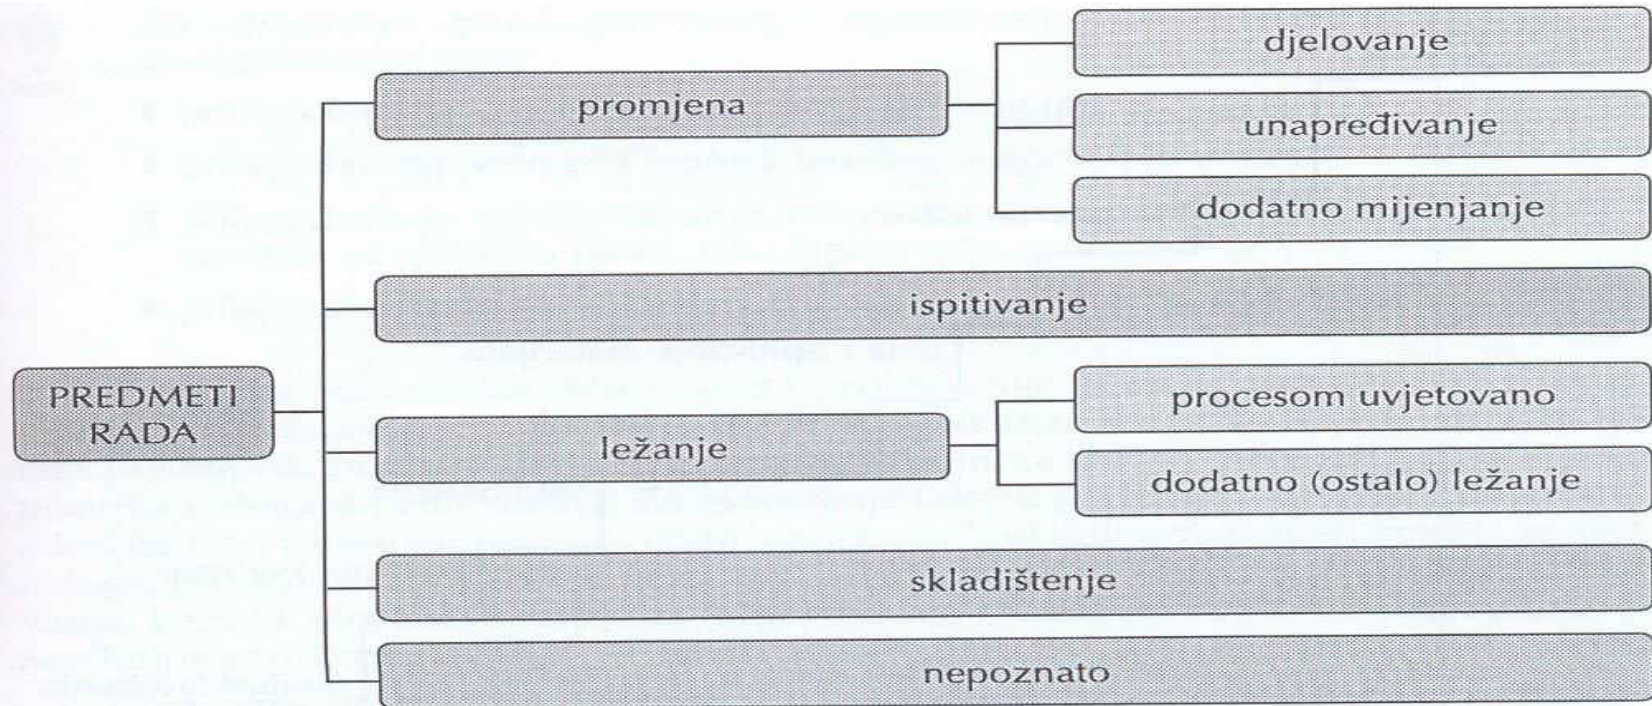 PREDMETI
RADA
promjena
djelovanje
unapređivanje
dodatno mijenjanje
ispitivanje
ležanje
procesom uvjetovano
dodatno (ostalo) ležanje
skladištenje
nepoznato